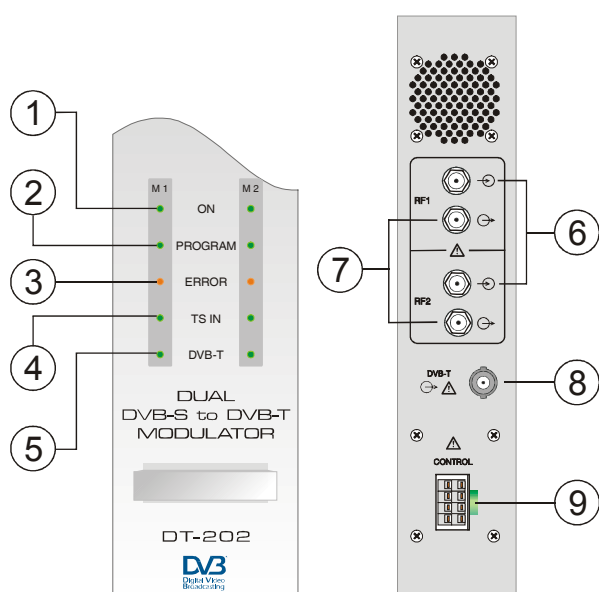 1
2
3
4
5
M 1 M 2
ON
PROGRAM
ERROR
TS IN
DVB-T
DUAL
DVB-S to DVB-T
MODULATOR
DT-202
DVB
Digital Video
Broadcasting
RF1
RF2
6
7
DVB-T
8
CONTROL
9